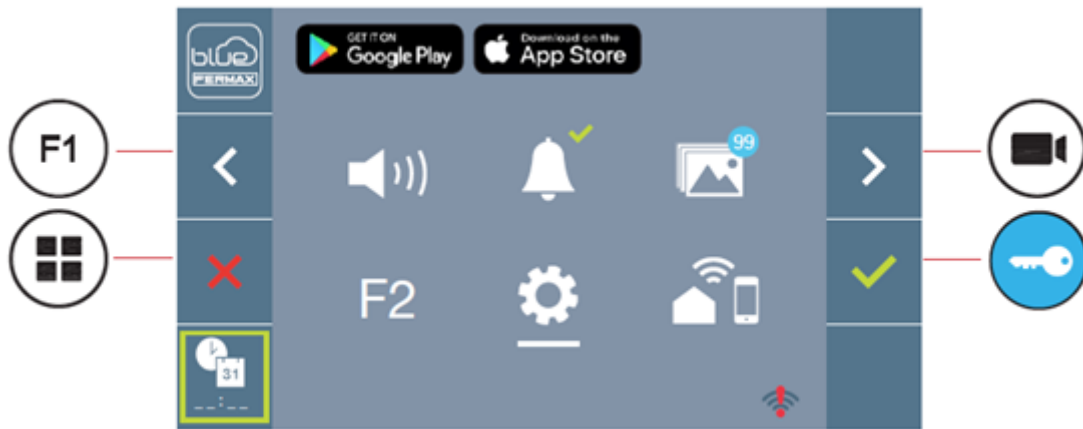 blue
FERMAX
GET IT ON
Google Play
Download on the
App Store
F1
99
F2
31
--:--